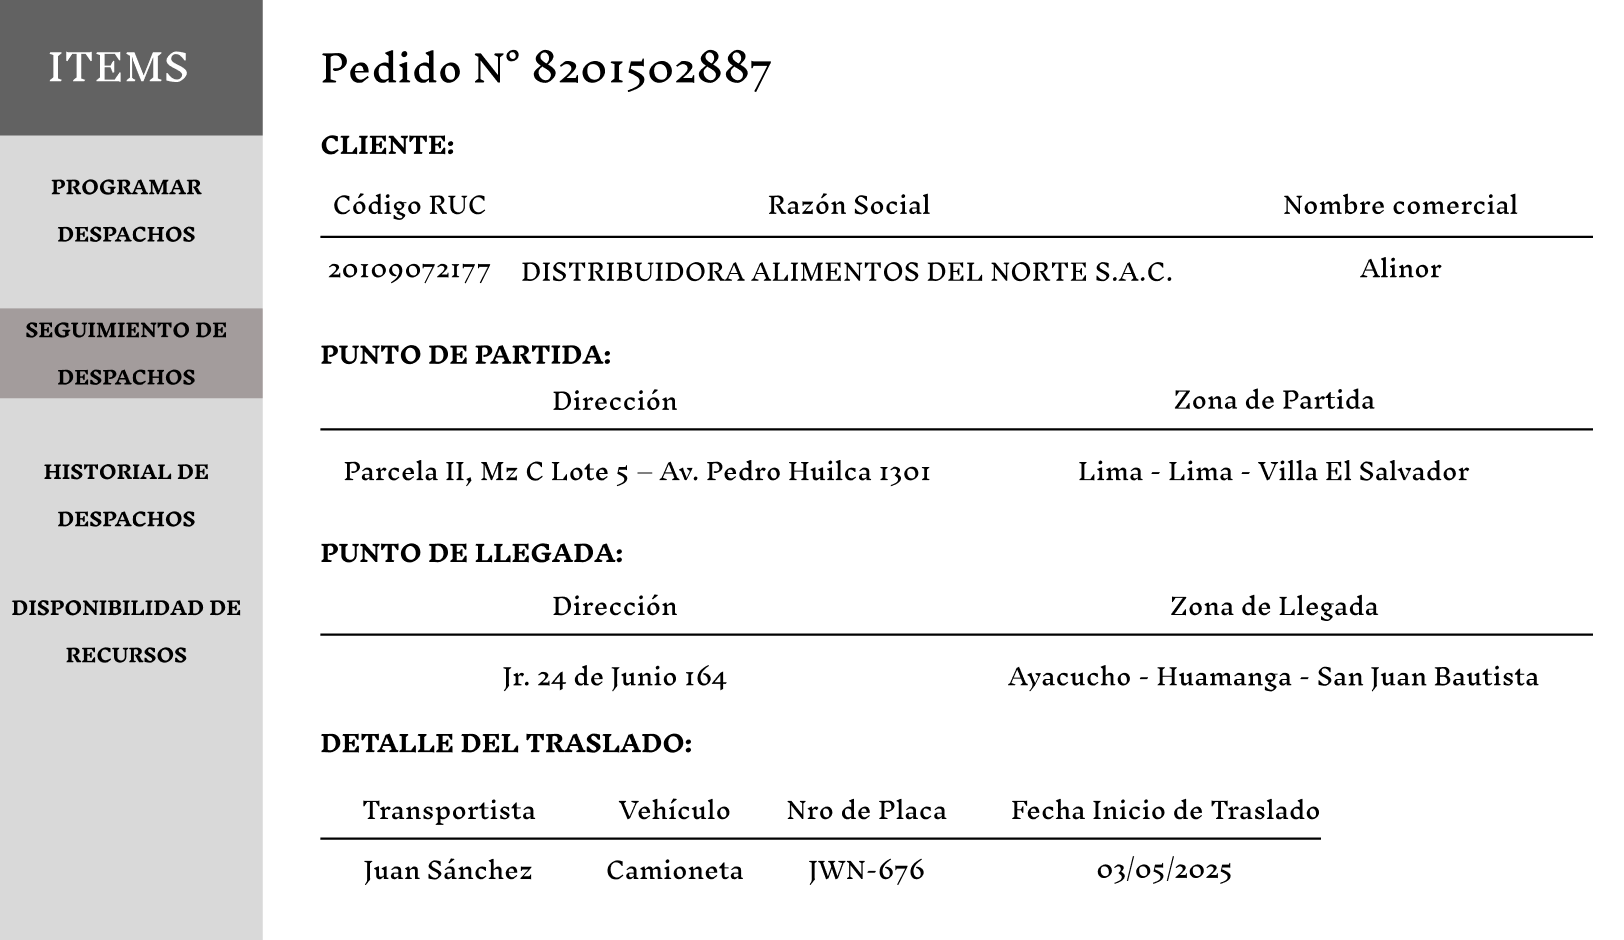 ITEMS
PROGRAMAR
DESPACHOS
SEGUIMIENTO DE
DESPACHOS
HISTORIAL DE
DESPACHOS
DISPONIBILIDAD DE
RECURSOS
Pedido N° 8201502887
CLIENTE:
Código RUC Razón Social Nombre comercial
20109072177 DISTRIBUIDORA ALIMENTOS DEL NORTE S.A.C. Alinor
PUNTO DE PARTIDA:
Dirección Zona de Partida
Parcela II, Mz C Lote 5 – Av. Pedro Huilca 1301 Lima - Lima - Villa El Salvador
PUNTO DE LLEGADA:
Dirección Zona de Llegada
Jr. 24 de Junio 164 Ayacucho - Huamanga - San Juan Bautista
DETALLE DEL TRASLADO:
Transportista Vehículo Nro de Placa Fecha Inicio de Traslado
Juan Sánchez Camioneta JWN-676 03/05/2025